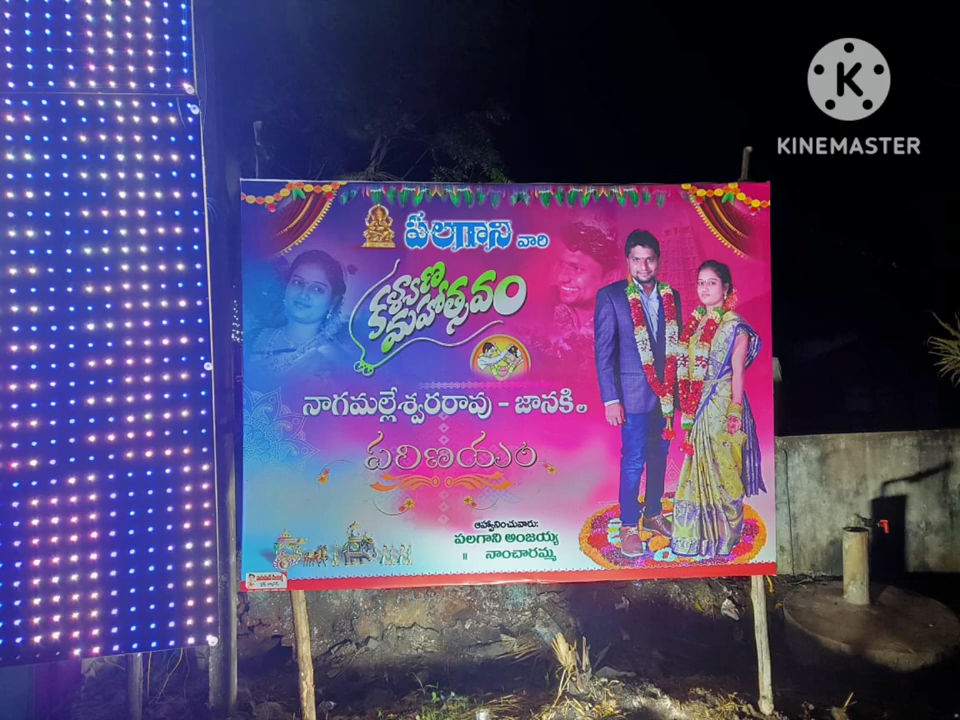 K
KINEMASTER
పలగాని వారి
కళ్యాణ
మహోత్సవం
నాగమల్లేశ్వరరావు - జానకి ల
పరిణయం
ఆహ్వానించువారు:
పలగాని అంజయ్య
" నాంచారమ్మ